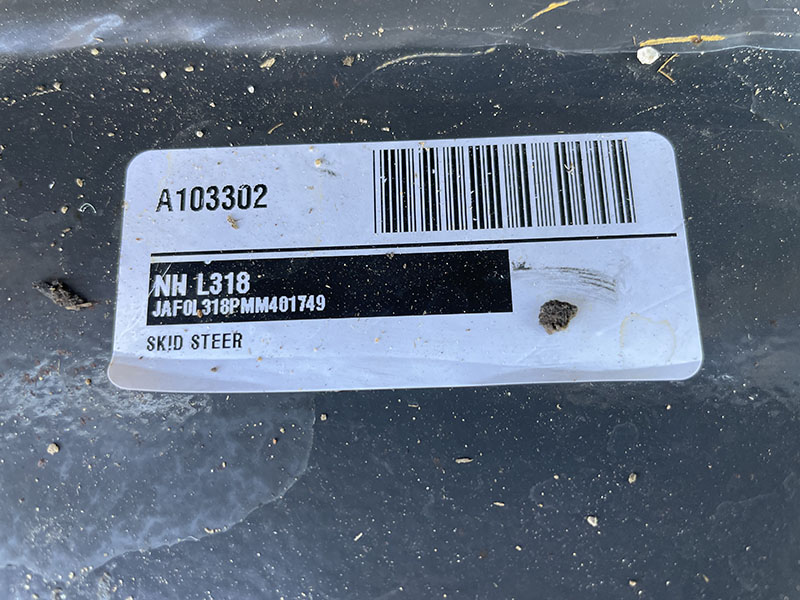 A103302
NH L318
JAF0L318PMM401749
SKID STEER